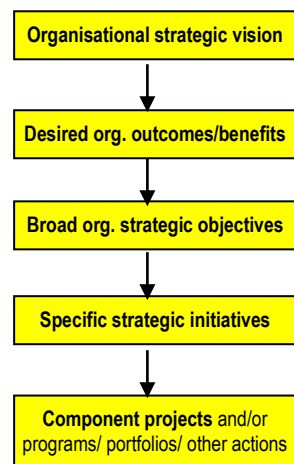 Organisational strategic vision
Desired org. outcomes/benefits
Broad org. strategic objectives
Specific strategic initiatives
Component projects and/or
programs/ portfolios/ other actions